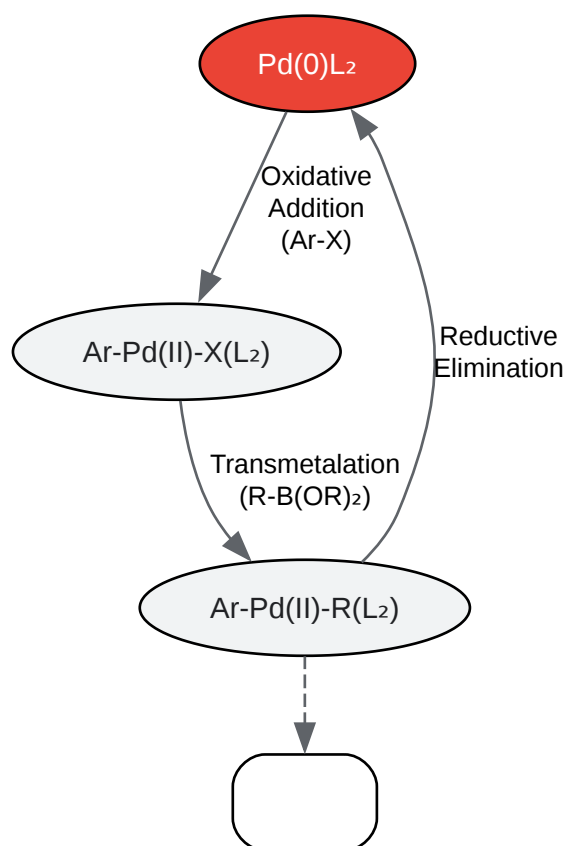 Pd(0)L₂
Oxidative
Addition
(Ar-X)
Ar-Pd(II)-X(L₂)
Reductive
Elimination
Transmetalation
(R-B(OR)₂)
Ar-Pd(II)-R(L₂)